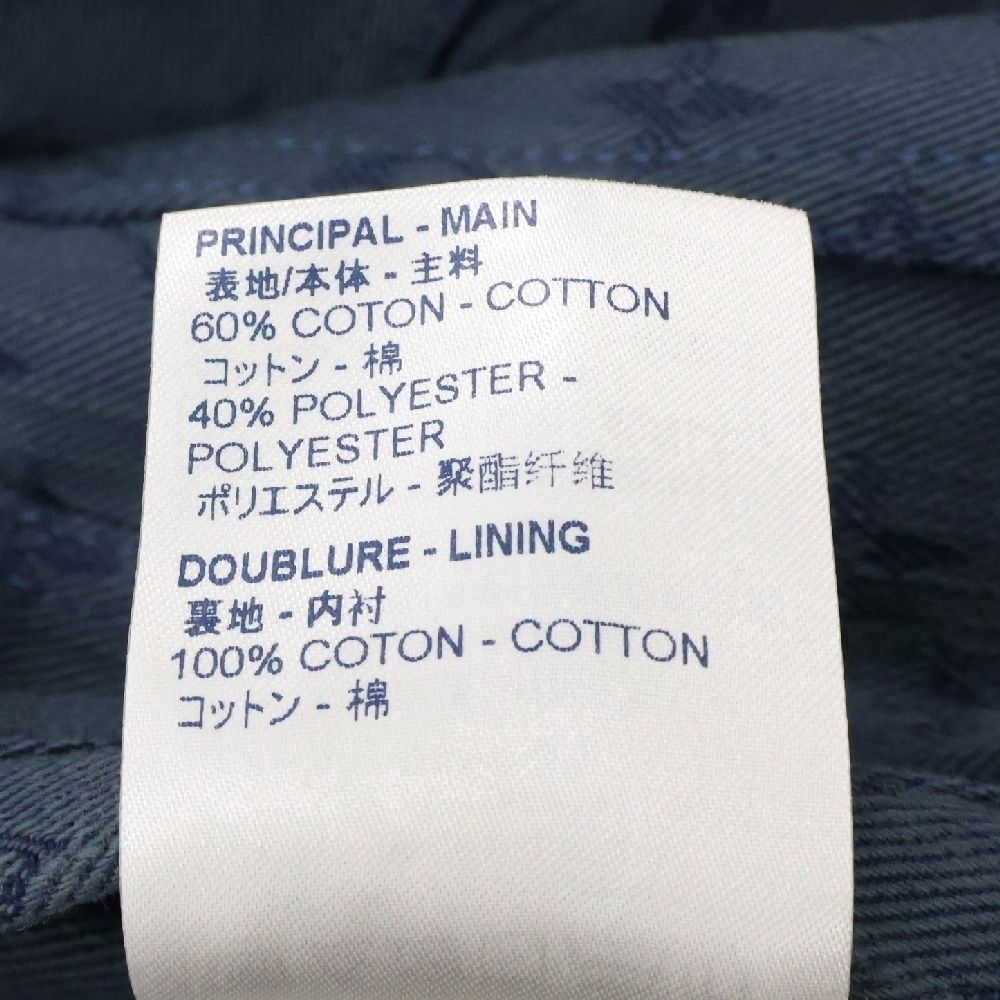 PRINCIPAL - MAIN
表地/本体 - 主料
60% COTON - COTTON
コットン - 棉
40% POLYESTER -
POLYESTER
ポリエステル - 聚酯纤维
DOUBLURE - LINING
裏地 - 内衬
100% COTON - COTTON
コットン - 棉